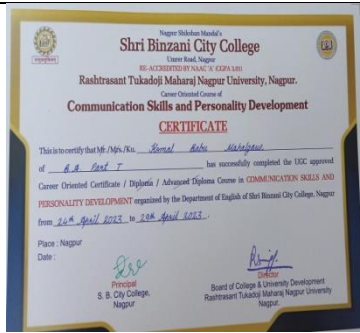 Nagpur Shikshan Mandal's
Shri Binzani City College
Umrer Road, Nagpur
RE-ACCREDITED BY NAAC 'A' (CGPA 3.01)
Rashtrasant Tukadoji Maharaj Nagpur University, Nagpur.
Career Oriented Course of
Communication Skills and Personality Development
CERTIFICATE
This is to certify that Mr./Mrs./Ku.
of B.A. Part I has successfully completed the UGC approved
Career Oriented Certificate / Diploma / Advanced Diploma Course in COMMUNICATION SKILLS AND
PERSONALITY DEVELOPMENT organized by the Department of English of Shri Binzani City College, Nagpur
from 24th April 2023 to 29th April 2023.
Place : Nagpur
Date :
Principal
S. B. City College,
Nagpur
Director
Board of College & University Development
Rashtrasant Tukadoji Maharaj Nagpur University
Nagpur.